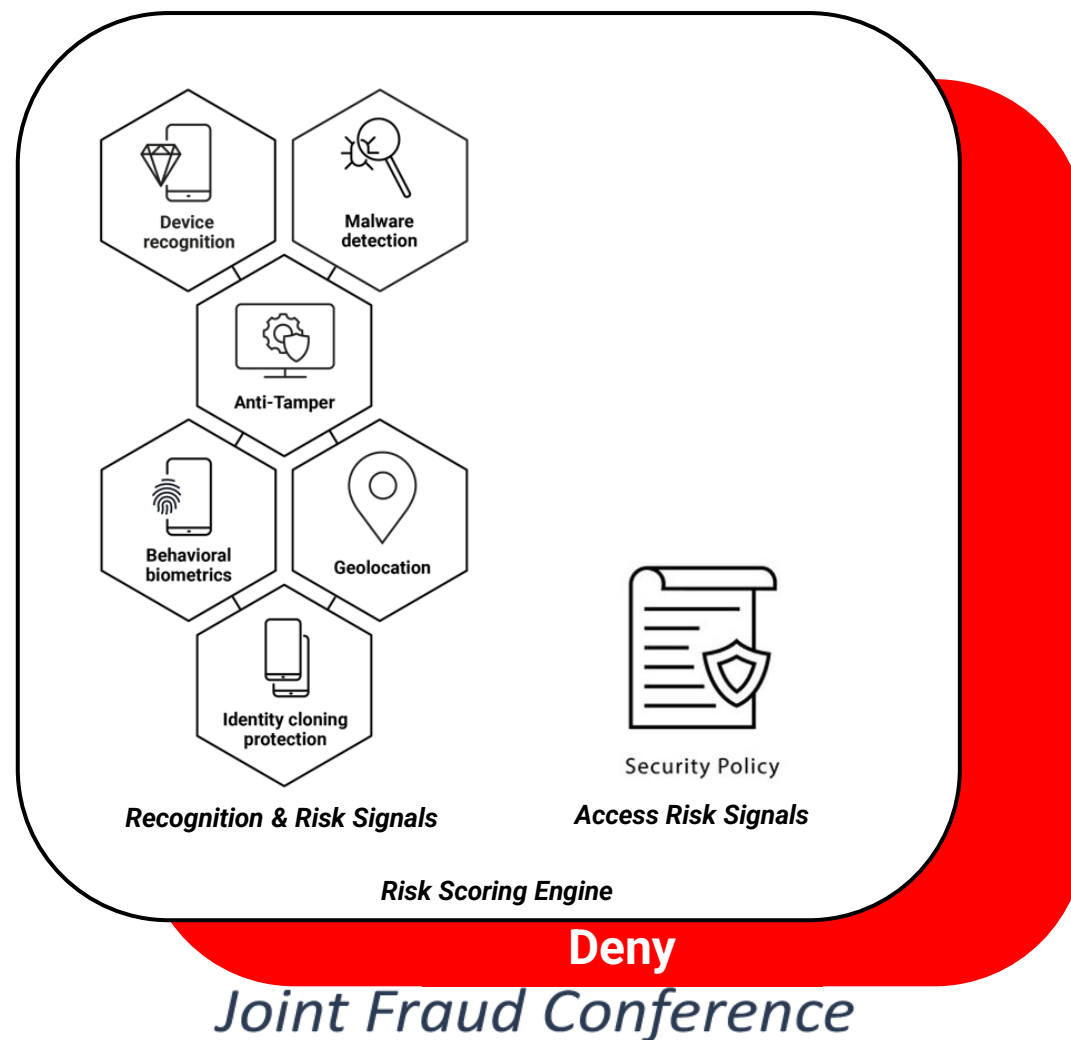 Device
recognition
Malware
detection
Anti-Tamper
Behavioral
biometrics
Geolocation
Identity cloning
protection
Security Policy
Recognition & Risk Signals
Access Risk Signals
Risk Scoring Engine
Deny
Joint Fraud Conference